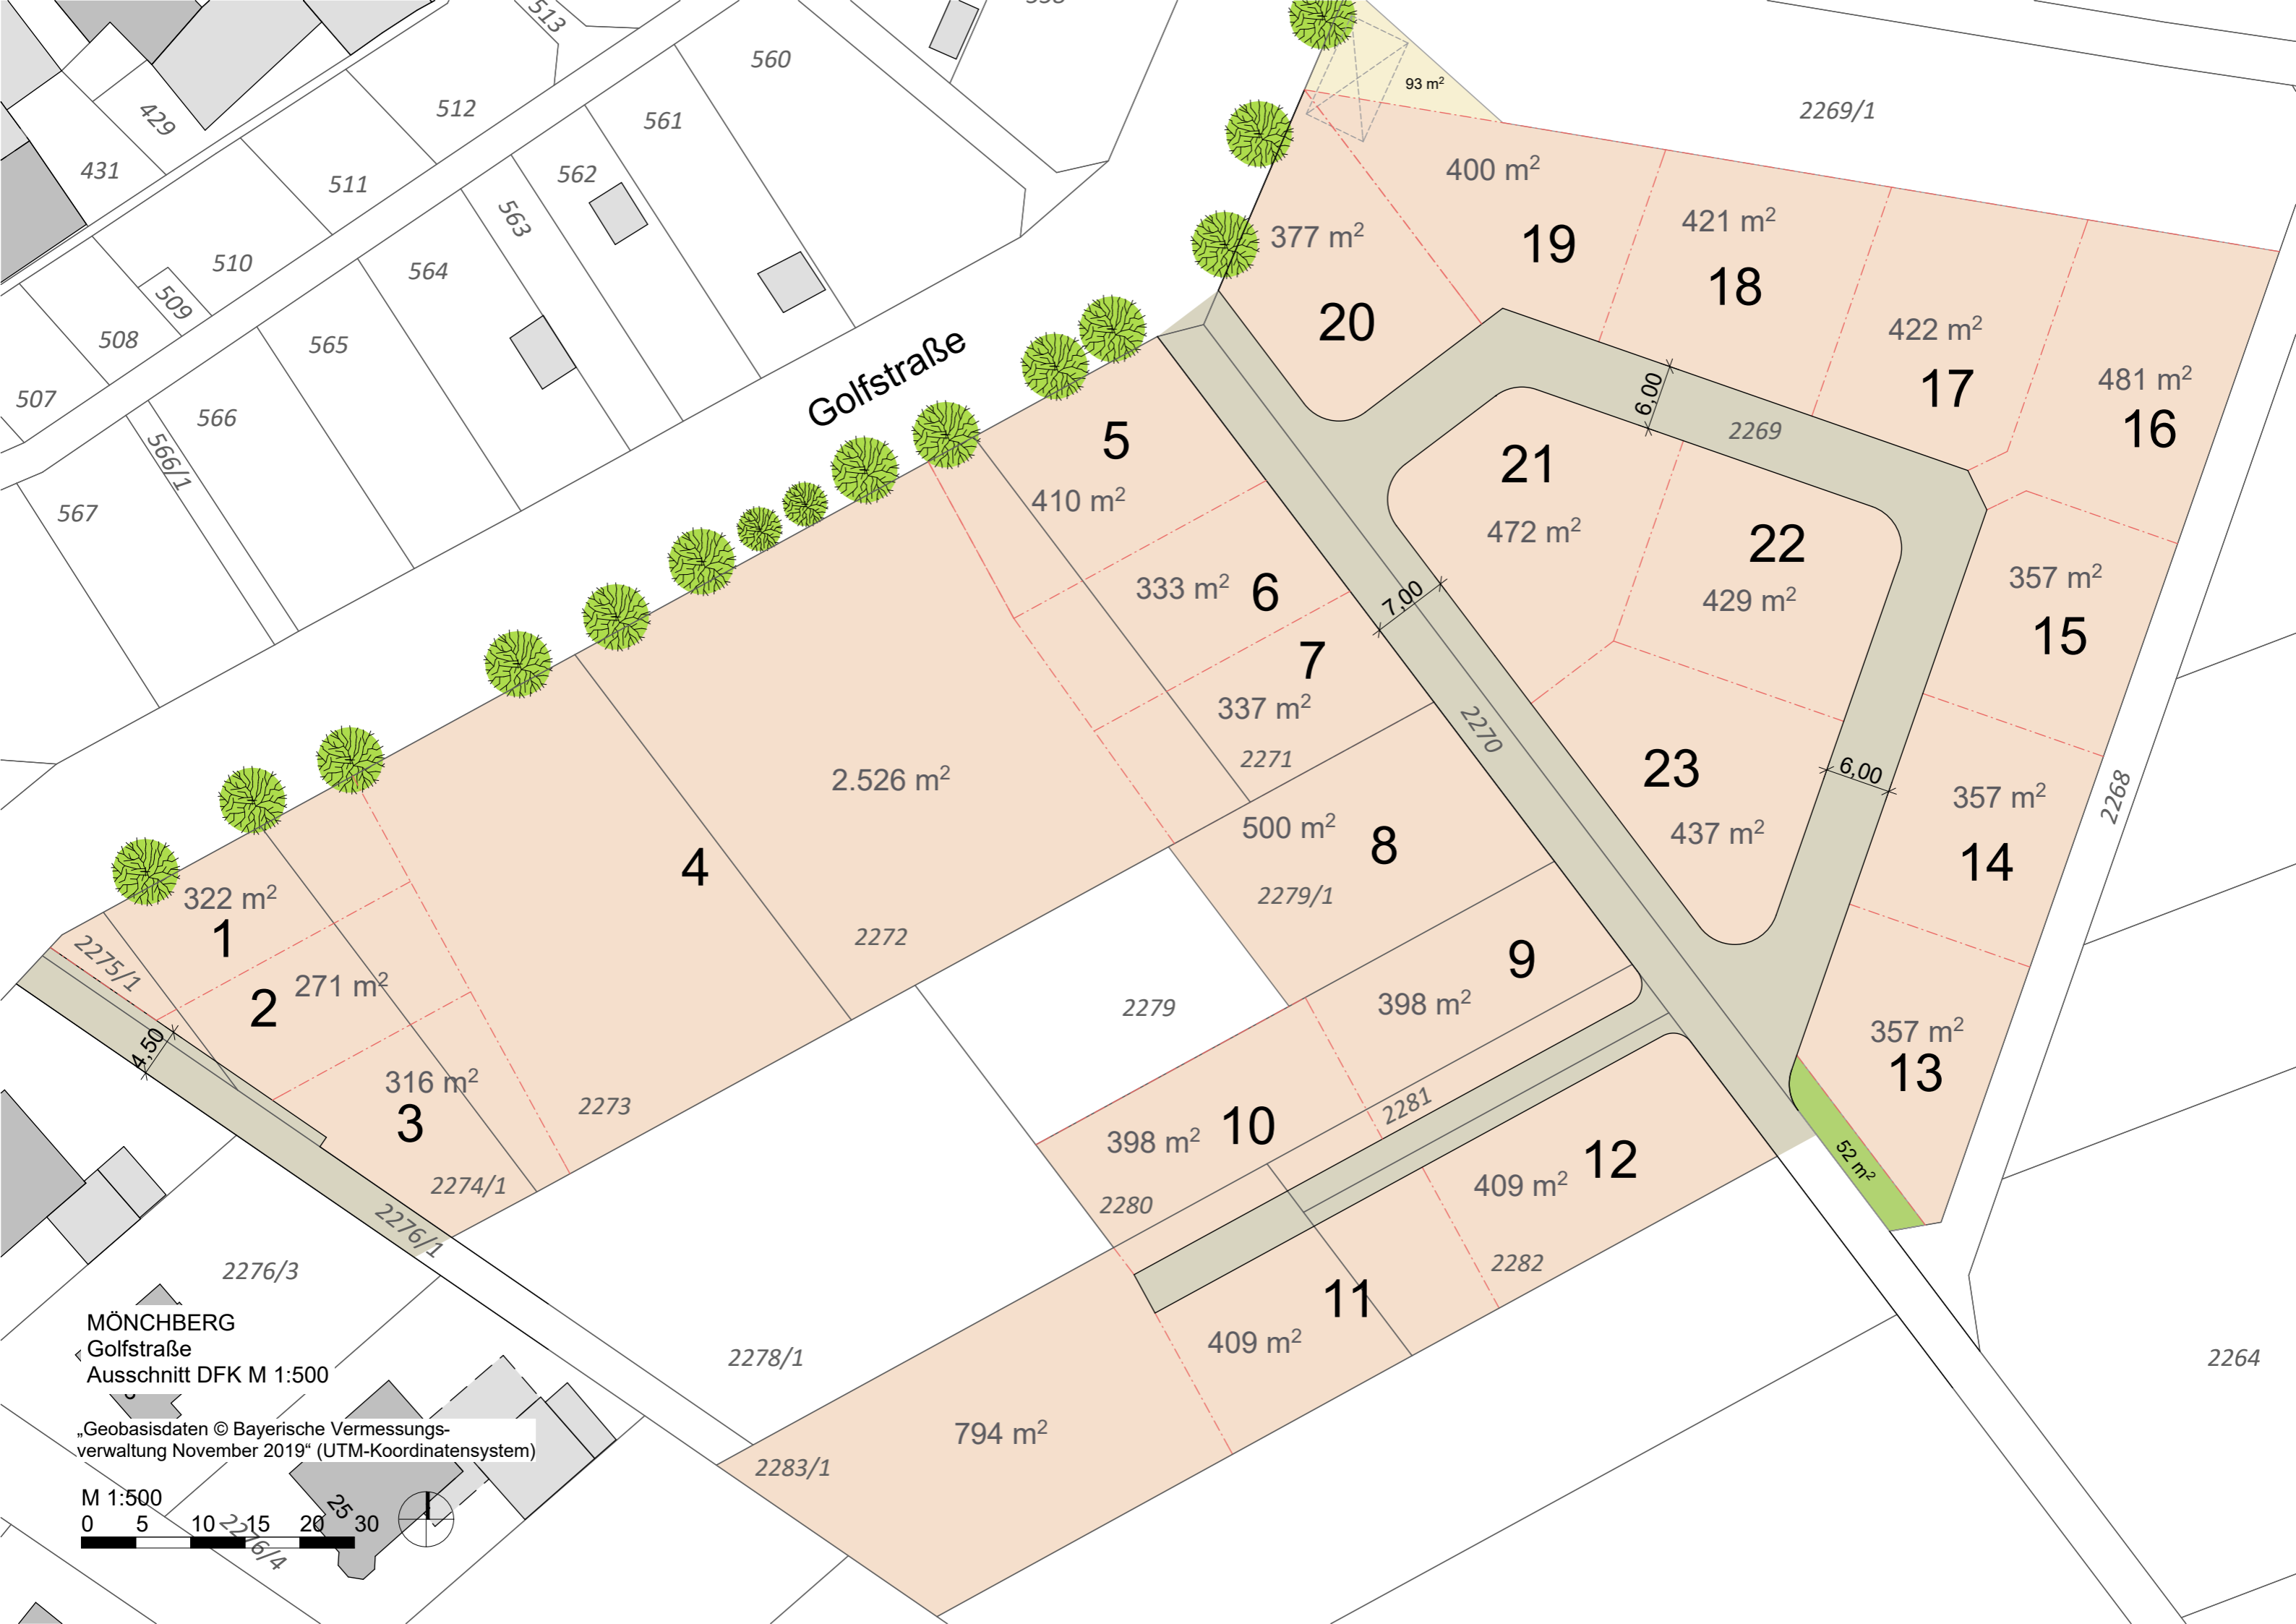 513
560
93 m²
2269/1
429
512
561
431
511
562
400 m²
563
377 m²
19
421 m²
18
510
564
509
20
422 m²
17
508
565
481 m²
16
Golfstraße
507
566
6,00
2269
5
21
566/1
410 m²
567
472 m²
22
333 m²
6
429 m²
357 m²
15
7,00
7
337 m²
2270
2271
2.526 m²
23
6,00
357 m²
2268
437 m²
500 m²
8
14
4
2279/1
322 m²
1
2272
9
2275/1
271 m²
2
2279
398 m²
4,50
357 m²
13
316 m²
3
2273
2281
398 m²
10
12
52 m²
2274/1
409 m²
2280
2276/1
2276/3
2282
11
409 m²
MÖNCHBERG
Golfstraße
Ausschnitt DFK M 1:500
2278/1
2264
„Geobasisdaten © Bayerische Vermessungs-
verwaltung November 2019“ (UTM-Koordinatensystem)
794 m²
2283/1
M 1:500
25
0 5 10 15 20 30
2276/4